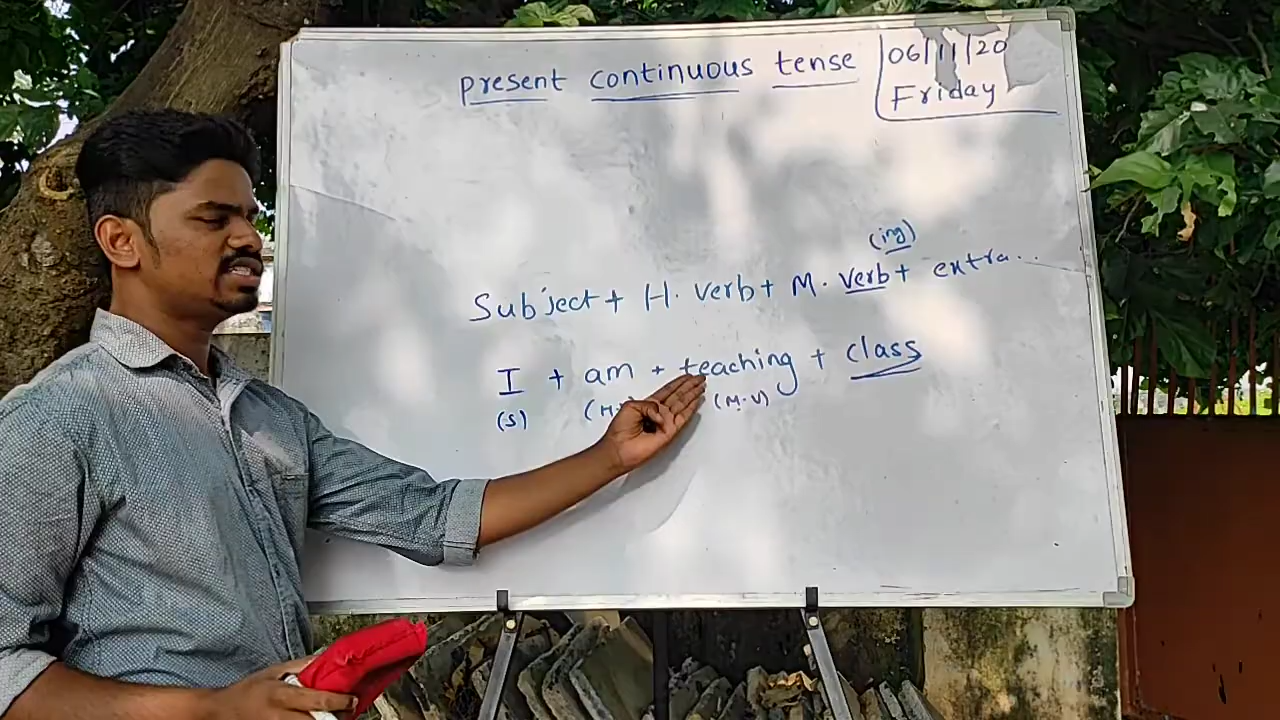 present continuous tense
06/11/20
Friday
(ing)
Subject + H. verb + M. verb + extra...
I + am + teaching + class
(S) (H. (M.V)